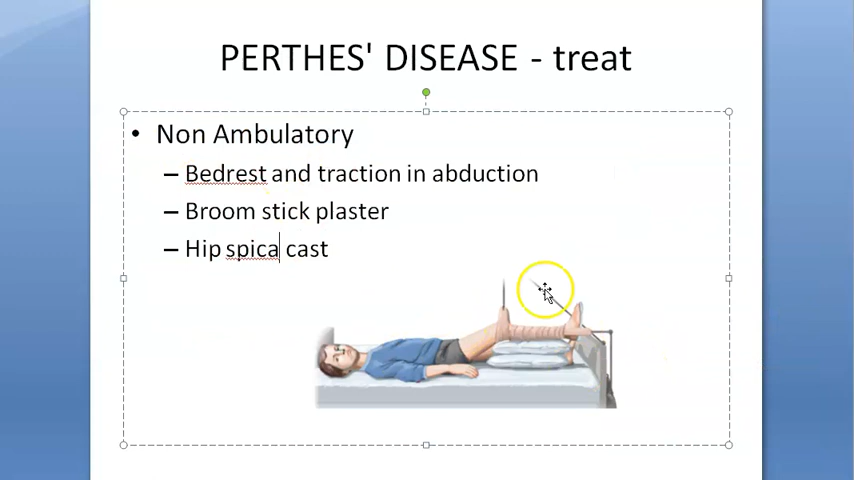 PERTHES' DISEASE - treat
• Non Ambulatory
– Bedrest and traction in abduction
– Broom stick plaster
– Hip spica cast